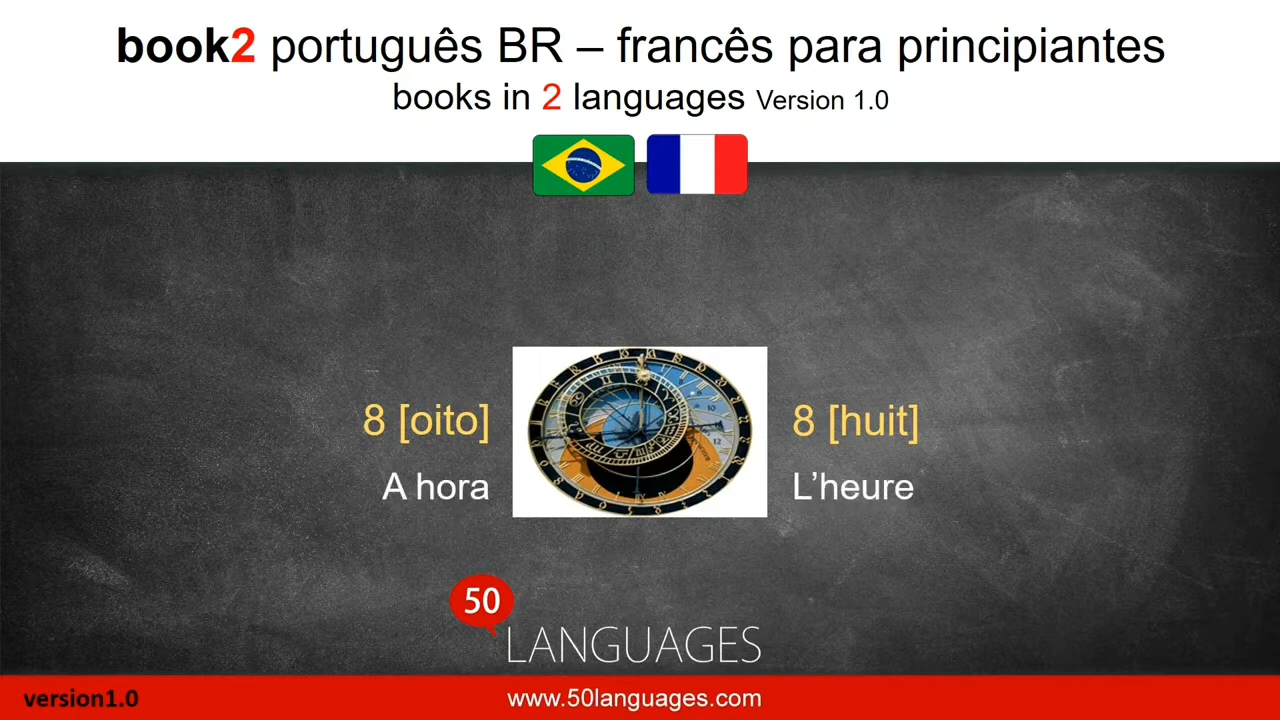 book2 português BR – francês para principiantes
books in 2 languages Version 1.0
8 [oito]
A hora
8 [huit]
L’heure
50
LANGUAGES
version1.0
www.50languages.com